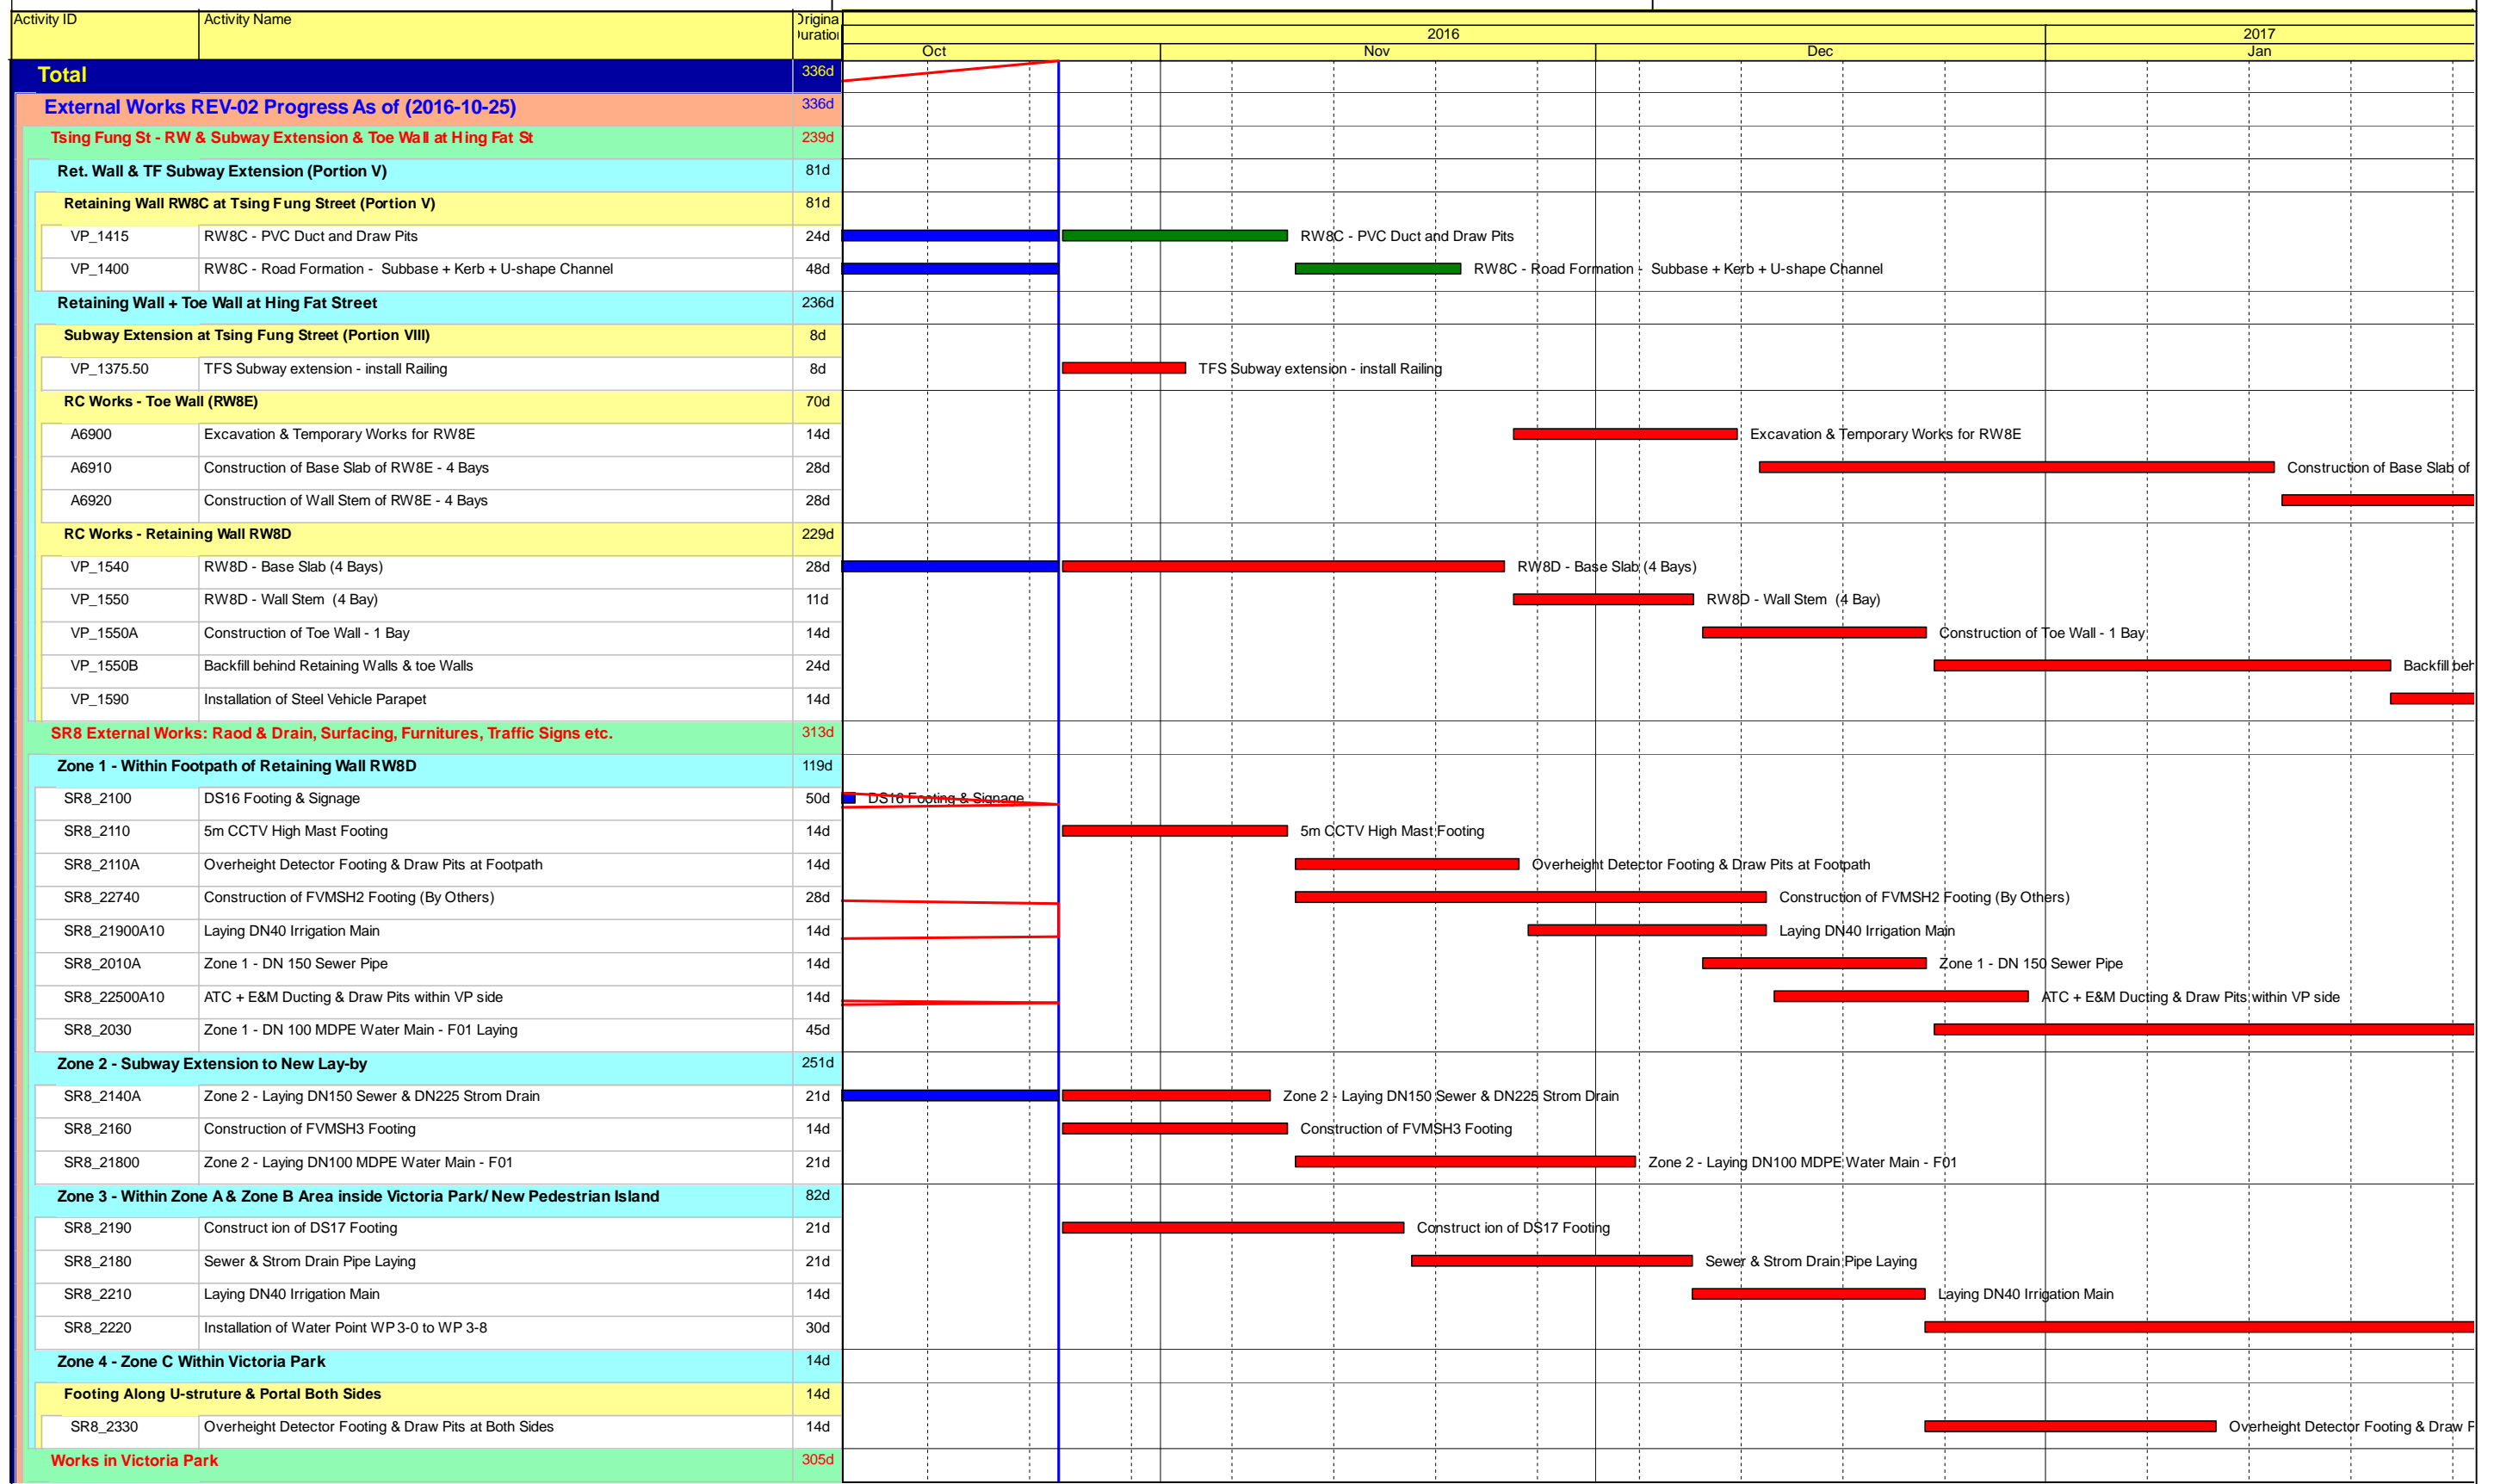 Activity ID Activity Name Origina
Duration
2016 2017
Oct Nov Dec Jan
Total 336d
External Works REV-02 Progress As of (2016-10-25) 336d
Tsing Fung St - RW & Subway Extension & Toe Wall at Hing Fat St 239d
Ret. Wall & TF Subway Extension (Portion V) 81d
Retaining Wall RW8C at Tsing Fung Street (Portion V) 81d
VP_1415 RW8C - PVC Duct and Draw Pits 24d RW8C - PVC Duct and Draw Pits
VP_1400 RW8C - Road Formation - Subbase + Kerb + U-shape Channel 48d RW8C - Road Formation - Subbase + Kerb + U-shape Channel
Retaining Wall + Toe Wall at Hing Fat Street 236d
Subway Extension at Tsing Fung Street (Portion VIII) 8d
VP_1375.50 TFS Subway extension - install Railing 8d TFS Subway extension - install Railing
RC Works - Toe Wall (RW8E) 70d
A6900 Excavation & Temporary Works for RW8E 14d Excavation & Temporary Works for RW8E
A6910 Construction of Base Slab of RW8E - 4 Bays 28d Construction of Base Slab of
A6920 Construction of Wall Stem of RW8E - 4 Bays 28d
RC Works - Retaining Wall RW8D 229d
VP_1540 RW8D - Base Slab (4 Bays) 28d RW8D - Base Slab (4 Bays)
VP_1550 RW8D - Wall Stem (4 Bay) 11d RW8D - Wall Stem (4 Bay)
VP_1550A Construction of Toe Wall - 1 Bay 14d Construction of Toe Wall - 1 Bay
VP_1550B Backfill behind Retaining Walls & toe Walls 24d Backfill beh
VP_1590 Installation of Steel Vehicle Parapet 14d
SR8 External Works: Raod & Drain, Surfacing, Furnitures, Traffic Signs etc. 313d
Zone 1 - Within Footpath of Retaining Wall RW8D 119d
SR8_2100 DS16 Footing & Signage 50d DS16 Footing & Signage
SR8_2110 5m CCTV High Mast Footing 14d 5m CCTV High Mast Footing
SR8_2110A Overheight Detector Footing & Draw Pits at Footpath 14d Overheight Detector Footing & Draw Pits at Footpath
SR8_22740 Construction of FVMSH2 Footing (By Others) 28d Construction of FVMSH2 Footing (By Others)
SR8_21900A10 Laying DN40 Irrigation Main 14d Laying DN40 Irrigation Main
SR8_2010A Zone 1 - DN 150 Sewer Pipe 14d Zone 1 - DN 150 Sewer Pipe
SR8_22500A10 ATC + E&M Ducting & Draw Pits within VP side 14d ATC + E&M Ducting & Draw Pits within VP side
SR8_2030 Zone 1 - DN 100 MDPE Water Main - F01 Laying 45d
Zone 2 - Subway Extension to New Lay-by 251d
SR8_2140A Zone 2 - Laying DN150 Sewer & DN225 Strom Drain 21d Zone 2 - Laying DN150 Sewer & DN225 Strom Drain
SR8_2160 Construction of FVMSH3 Footing 14d Construction of FVMSH3 Footing
SR8_21800 Zone 2 - Laying DN100 MDPE Water Main - F01 21d Zone 2 - Laying DN100 MDPE Water Main - F01
Zone 3 - Within Zone A & Zone B Area inside Victoria Park/ New Pedestrian Island 82d
SR8_2190 Construct ion of DS17 Footing 21d Construct ion of DS17 Footing
SR8_2180 Sewer & Strom Drain Pipe Laying 21d Sewer & Strom Drain Pipe Laying
SR8_2210 Laying DN40 Irrigation Main 14d Laying DN40 Irrigation Main
SR8_2220 Installation of Water Point WP 3-0 to WP 3-8 30d
Zone 4 - Zone C Within Victoria Park 14d
Footing Along U-struture & Portal Both Sides 14d
SR8_2330 Overheight Detector Footing & Draw Pits at Both Sides 14d Overheight Detector Footing & Draw P
Works in Victoria Park 305d